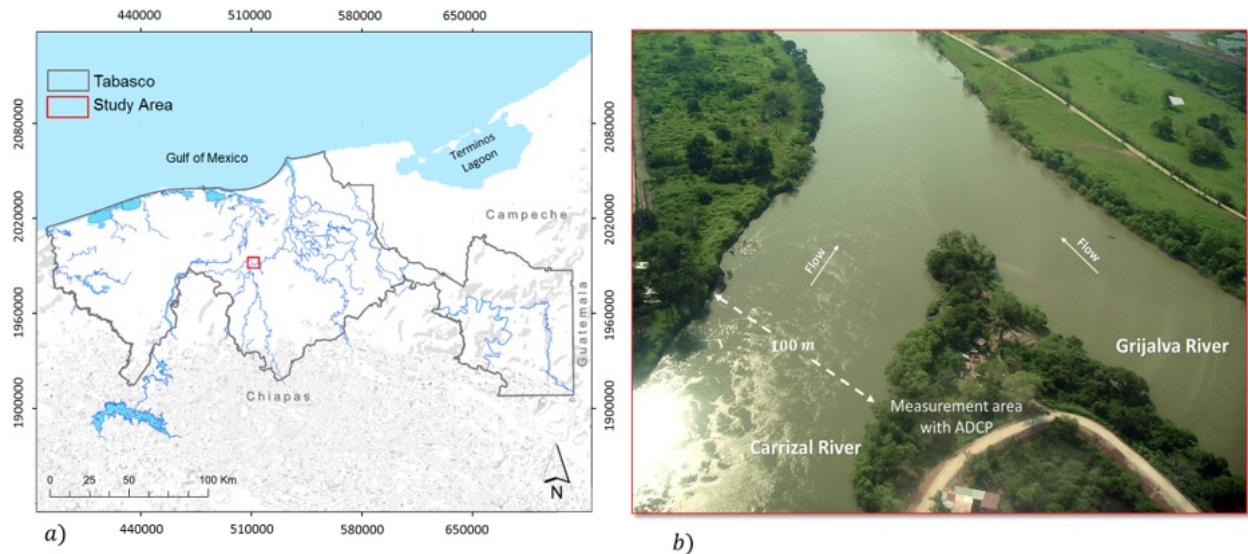 440000 510000 580000 650000
Tabasco
Study Area
2080000
2080000
Gulf of Mexico
Terminos
Lagoon
2020000
Campeche
2020000
1960000
Guatemala
1960000
1900000
Chiapas
1900000
0 25 50 100 Km
N
a)
440000 510000 580000 650000
Flow
Flow
100 m
Grijalva River
Measurement area
with ADCP
Carrizal River
b)